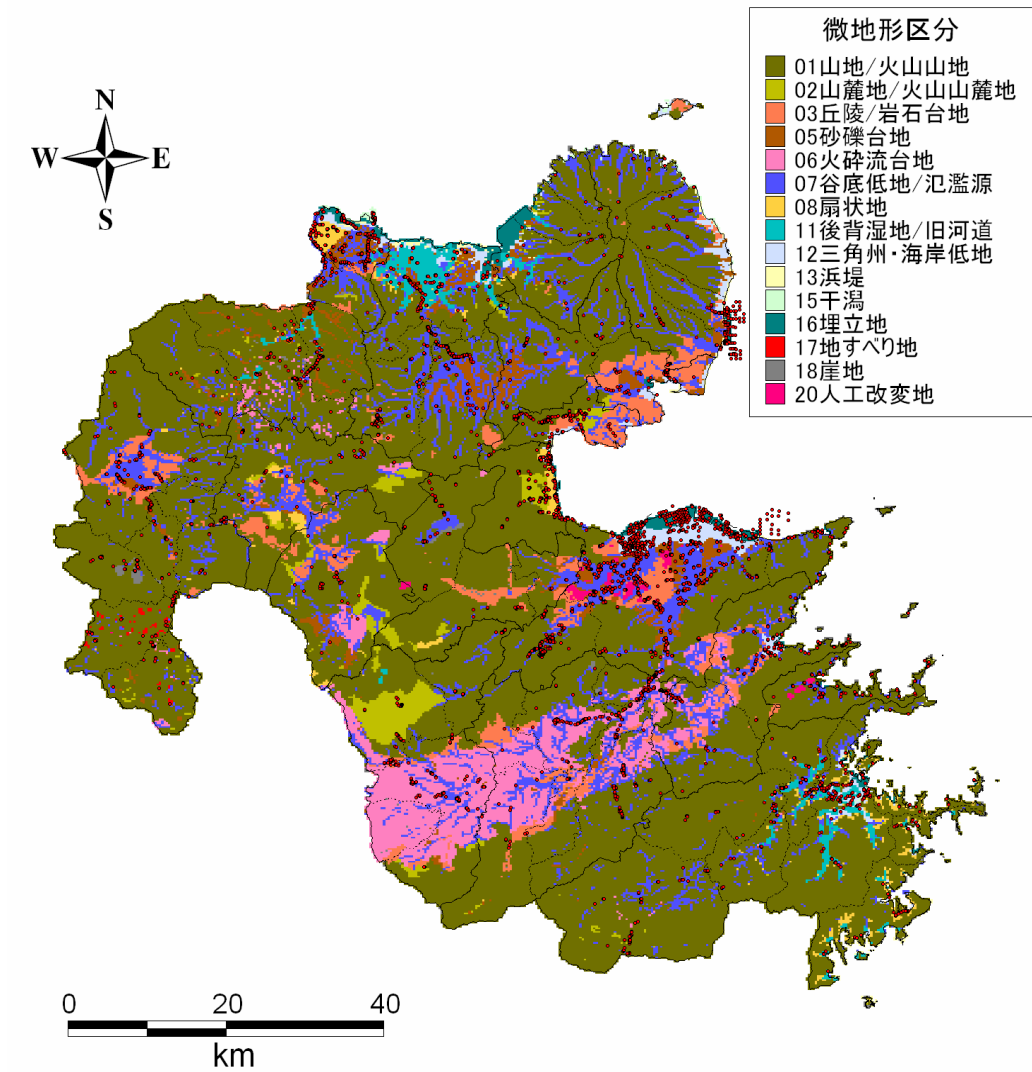 微地形区分
01山地/火山山地
02山麓地/火山山麓地
03丘陵/岩石台地
05砂礫台地
06火砕流台地
07谷底低地/氾濫源
08扇状地
11後背湿地/旧河道
12三角州・海岸低地
13浜堤
15干潟
16埋立地
17地すべり地
18崖地
20人工改変地
N
W E
S
0 20 40
km